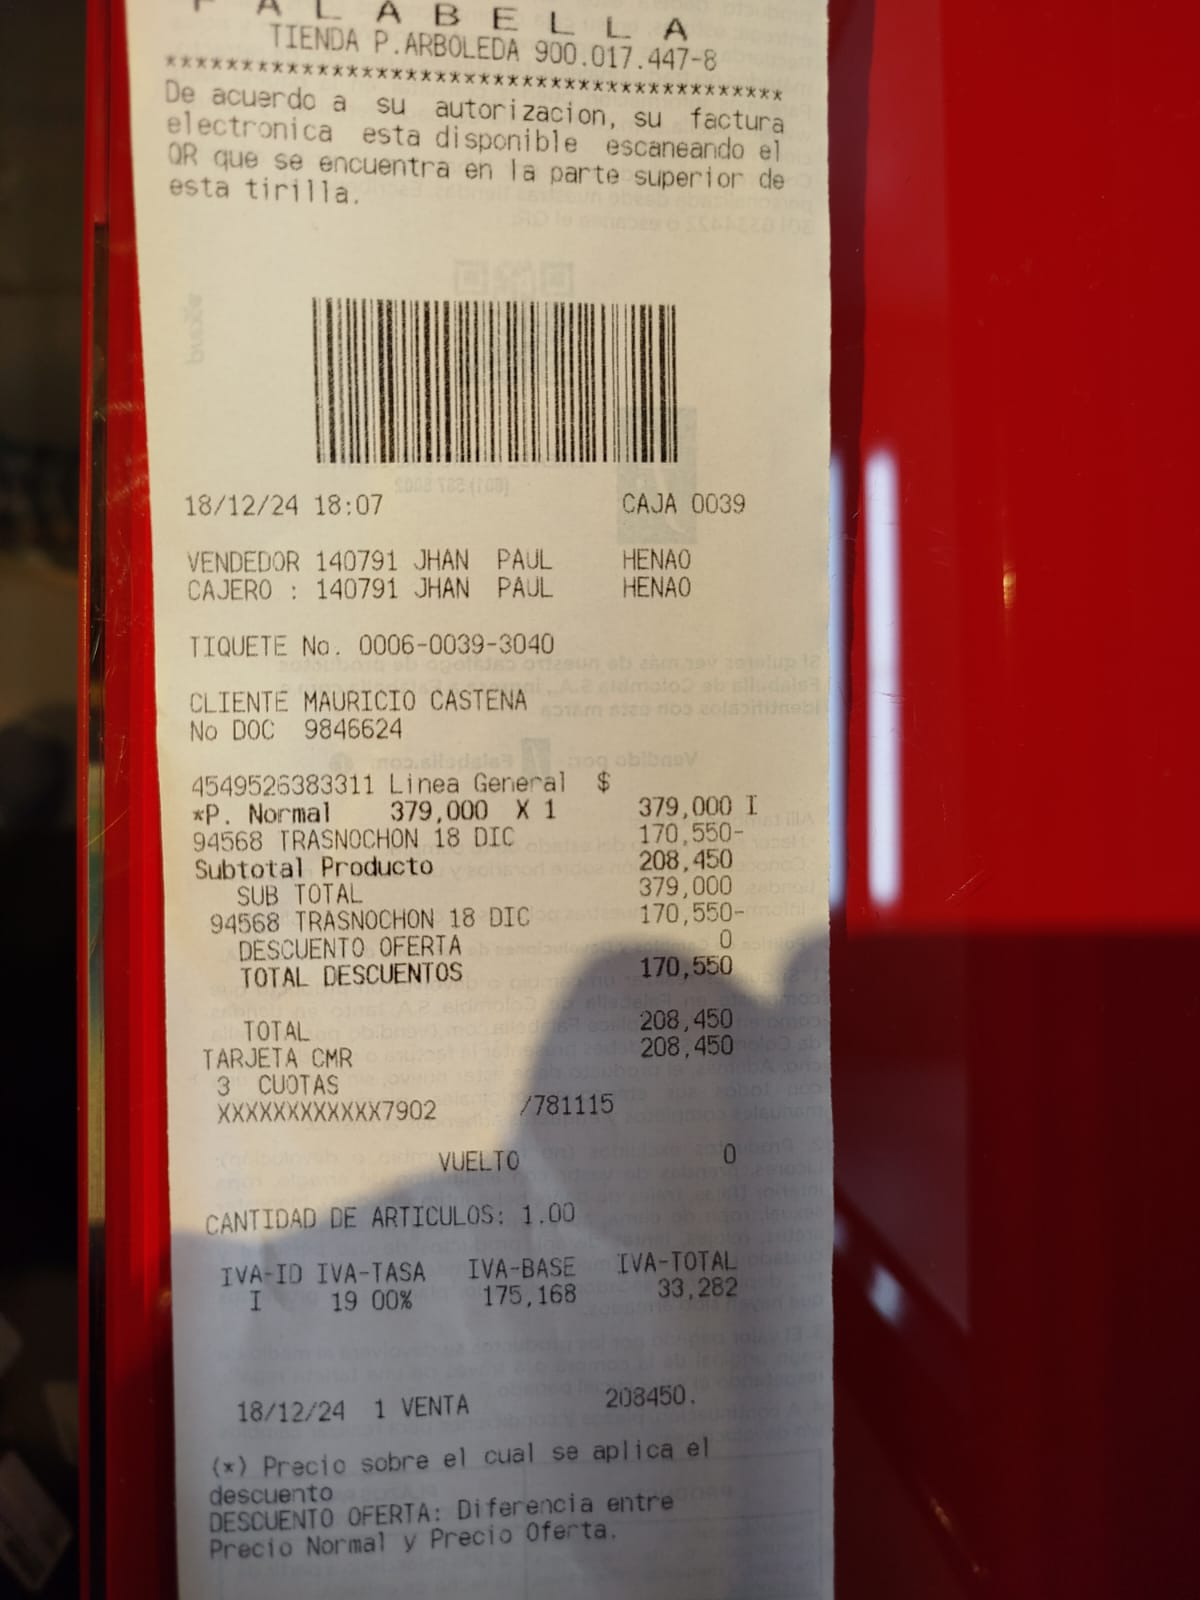 F A L A B E L L A
TIENDA P.ARBOLEDA 900.017.447-8
******************************************
De acuerdo a su autorizacion, su factura
electronica esta disponible escaneando el
QR que se encuentra en la parte superior de
esta tirilla.
18/12/24 18:07 CAJA 0039
VENDEDOR 140791 JHAN PAUL HENAO
CAJERO : 140791 JHAN PAUL HENAO
TIQUETE No. 0006-0039-3040
CLIENTE MAURICIO CASTENA
No DOC 9846624
4549526383311 Linea General $
*P. Normal 379,000 X 1 379,000 I
94568 TRASNOCHON 18 DIC 170,550-
Subtotal Producto 208,450
SUB TOTAL 379,000
94568 TRASNOCHON 18 DIC 170,550-
DESCUENTO OFERTA 0
TOTAL DESCUENTOS 170,550
TOTAL 208,450
TARJETA CMR 208,450
3 CUOTAS
XXXXXXXXXXXX7902 /781115
VUELTO 0
CANTIDAD DE ARTICULOS: 1.00
IVA-ID IVA-TASA IVA-BASE IVA-TOTAL
I 19 00% 175,168 33,282
18/12/24 1 VENTA 208450.
(*) Precio sobre el cual se aplica el
descuento
DESCUENTO OFERTA: Diferencia entre
Precio Normal y Precio Oferta.